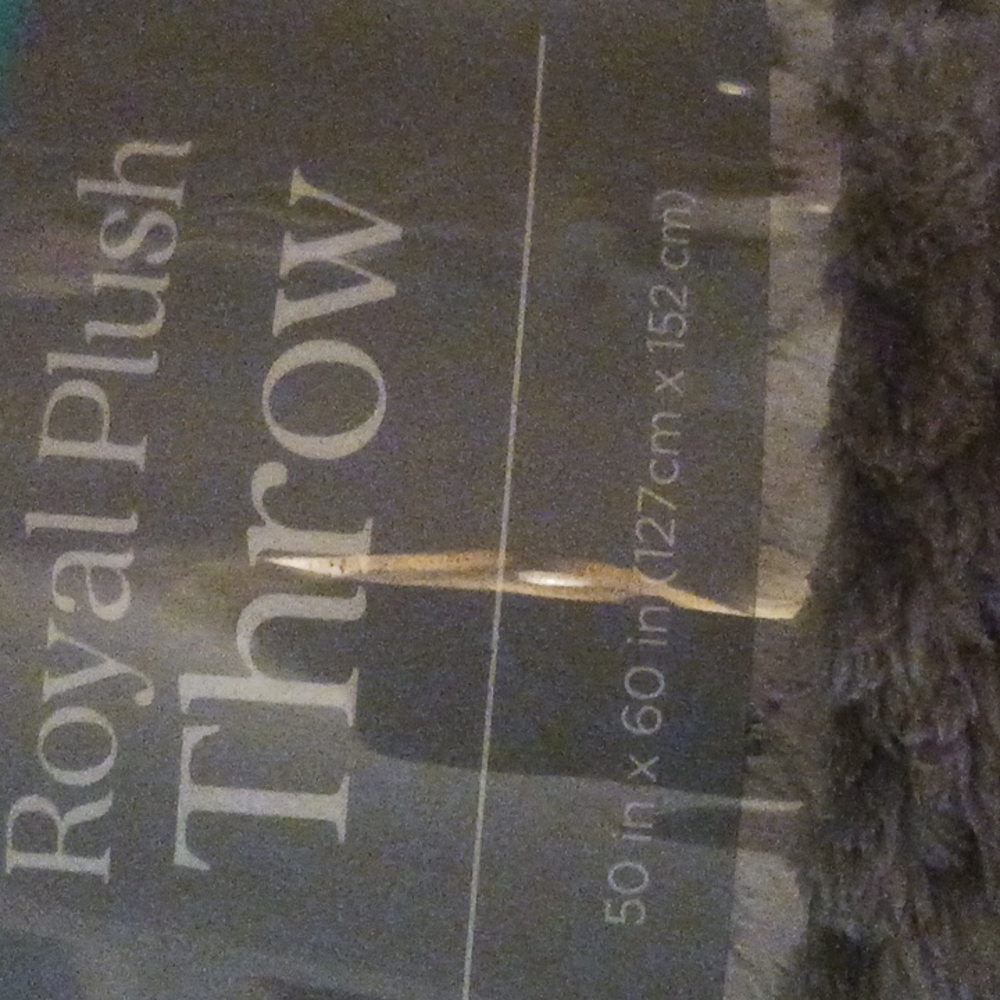 Royal Plush
Throw
50 in x 60 in (127cm x 152 cm)